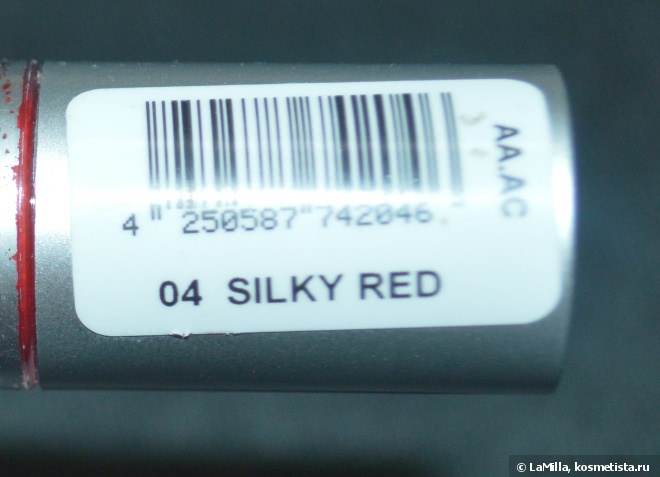 4 "250587"742046
04 SILKY RED
AA.AC
© LaMilla, kosmetista.ru